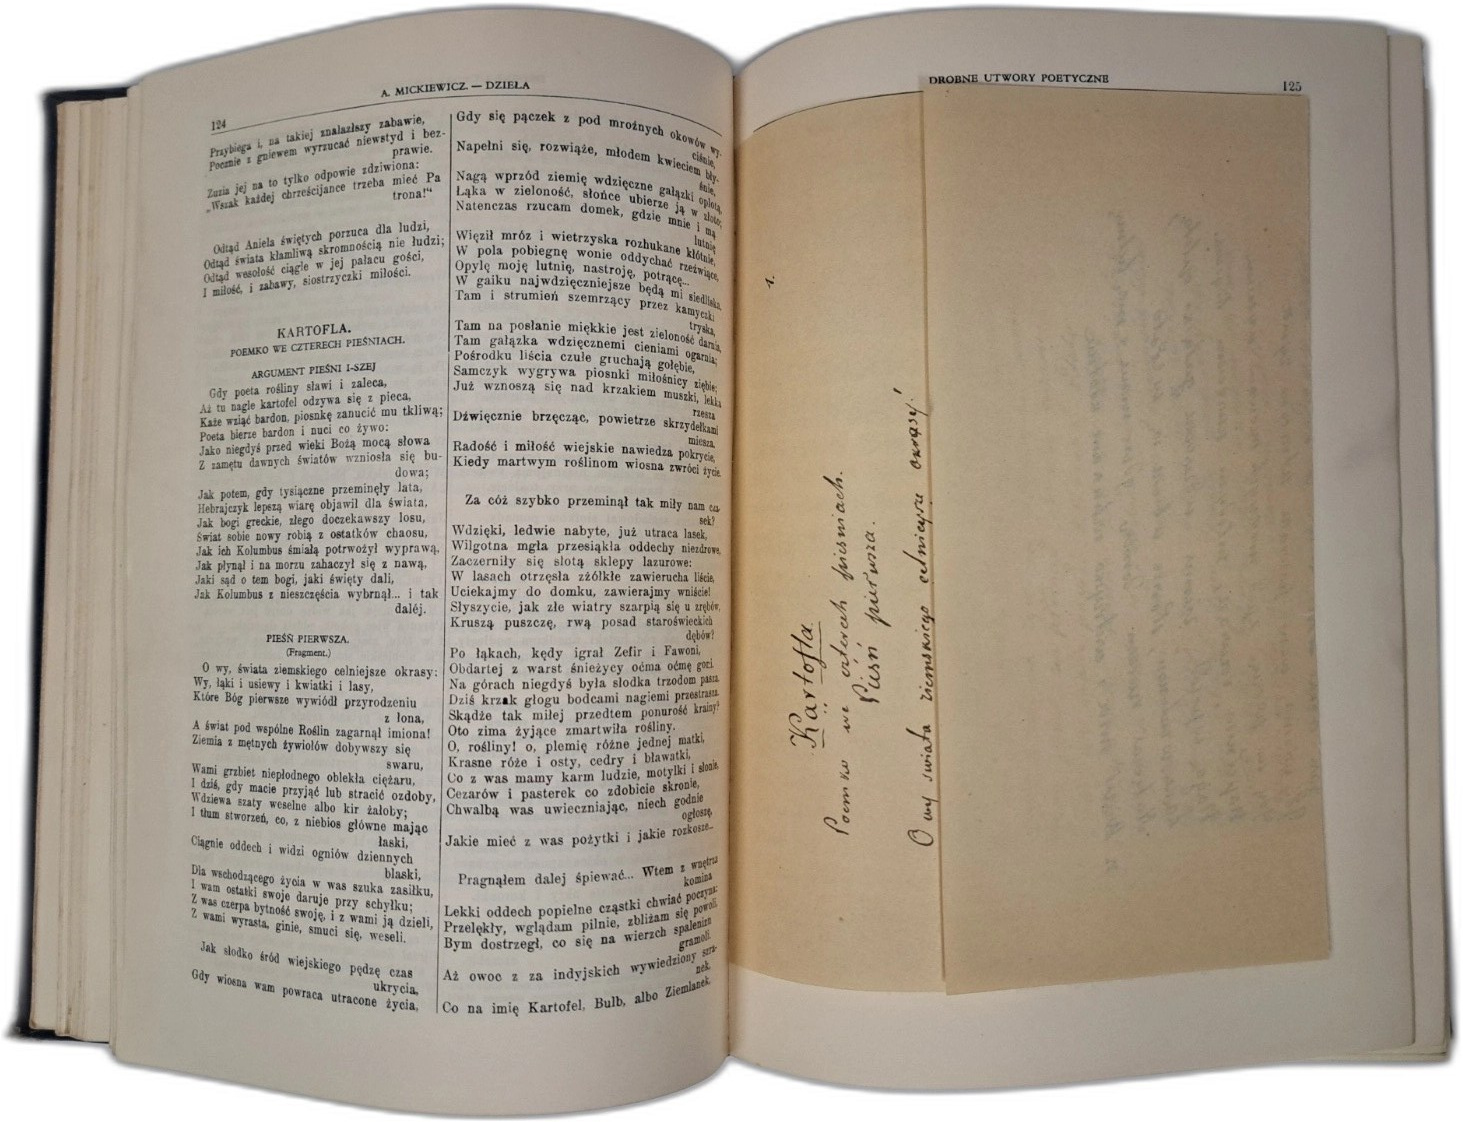 124
A. MICKIEWICZ. — DZIEŁA
Przybiega i, na takiej znalazłszy zabawie,
Pocznie z gniewem wyrzucać niewstyd i bez-
prawie.
Zuzia jej na to tylko odpowie zdziwiona:
„Wszak każdej chrześcijance trzeba mieć Pa
trona!"
Odtąd Aniela świętych porzuca dla ludzi,
Odtąd świata kłamliwą skromnością nie łudzi;
Odtąd wesołość ciągle w jej pałacu gości,
I miłość, i zabawy, siostrzyczki miłości.
KARTOFLA.
POEMKO WE CZTERECH PIEŚNIACH.
ARGUMENT PIEŚNI I-SZEJ
Gdy poeta rośliny sławi i zaleca,
Aż tu nagle kartofel odzywa się z pieca,
Każe wziąć bardon, piosnkę zanucić mu tkliwą;
Poeta bierze bardon i nuci co żywo:
Jako niegdyś przed wieki Bożą mocą słowa
Z zamętu dawnych światów wzniosła się bu-
dowa;
Jak potem, gdy tysiączne przeminęły lata,
Hebrajczyk lepszą wiarę objawił dla świata,
Jak bogi greckie, złego doczekawszy losu,
Świat sobie nowy robią z ostatków chaosu,
Jak ich Kolumbus śmiałą potrwożył wyprawą,
Jak płynął i na morzu zahaczył się z nawą,
Jaki sąd o tem bogi, jaki święty dali,
Jak Kolumbus z nieszczęścia wybrnął... i tak
daléj.
PIEŚŃ PIERWSZA.
(Fragment.)
O wy, świata ziemskiego celniejsze okrasy:
Wy, łąki i usiewy i kwiatki i lasy,
Które Bóg pierwsze wywiódł przyrodzeniu
z łona,
A świat pod wspólne Roślin zagarnął imiona!
Ziemia z mętnych żywiołów dobywszy się
swaru,
Wami grzbiet niepłodnego oblekła ciężaru,
I dziś, gdy macie przyjąć lub stracić ozdoby,
Wdziewa szaty weselne albo kir żałoby;
I tłum stworzeń, co, z niebios główne mając
łaski,
Ciągnie oddech i widzi ogniów dziennych
blaski,
Dla wschodzącego życia w was szuka zasiłku,
I wam ostatki swoje daruje przy schyłku;
Z was czerpa bytność swoję, i z wami ją dzieli,
Z wami wyrasta, ginie, smuci się, weseli.
Jak słodko śród wiejskiego pędzę czas
ukrycia,
Gdy wiosna wam powraca utracone życia,
Gdy się pączek z pod mroźnych okowów wy-
ciśnie,
Napełni się, rozwiąże, młodem kwieciem bły-
śnie,
Nagą wprzód ziemię wdzięczne gałązki oplotą,
Łąka w zieloność, słońce ubierze ją w złoto;
Natenczas rzucam domek, gdzie mnie i mą
lutnię
Więził mróz i wietrzyska rozhukane kłótnie,
W pola pobiegnę wonie oddychać rzeźwiące,
Opylę moję lutnię, nastroję, potrącę...
W gaiku najwdzięczniejsze będą mi siedliska,
Tam i strumień szemrzący przez kamyczki
tryska,
Tam na posłanie miękkie jest zieloność darnia,
Tam gałązka wdzięcznemi cieniami ogarnia;
Pośrodku liścia czule gruchają gołębie,
Samczyk wygrywa piosnki miłośnicy ziębie;
Już wznoszą się nad krzakiem muszki, lekka
rzesza
Dźwięcznie brzęcząc, powietrze skrzydełkami
miesza,
Radość i miłość wiejskie nawiedza pokrycie,
Kiedy martwym roślinom wiosna zwróci życie.
Za cóż szybko przeminął tak miły nam cza-
sek?
Wdzięki, ledwie nabyte, już utraca lasek,
Wilgotna mgła przesiąkła oddechy niezdrowe,
Zaczerniły się slotą sklepy lazurowe:
W lasach otrzęsła zżółkłe zawierucha liście,
Uciekajmy do domku, zawierajmy wniście!
Słyszycie, jak złe wiatry szarpią się u zrębów,
Kruszą puszczę, rwą posad staroświeckich
dębów?
Po łąkach, kędy igrał Zefir i Fawoni,
Obdartej z warst śnieżycy oćma oćmę goni
Na górach niegdyś była słodka trzodom pasza
Dziś krzak głogu bodcami nagiemi przestrasza.
Skądże tak miłej przedtem ponurość krainy?
Oto zima żyjące zmartwiła rośliny.
O, rośliny! o, plemię różne jednej matki,
Krasne róże i osty, cedry i bławatki,
Co z was mamy karm ludzie, motylki i słonie,
Cezarów i pasterek co zdobicie skronie,
Chwałbą was uwieczniając, niech godnie
ogłoszę,
Jakie mieć z was pożytki i jakie rozkosze...
Pragnąłem dalej śpiewać... Wtem z wnętrza
komina
Lekki oddech popielne cząstki chwiać poczyna:
Przelękły, wglądam pilnie, zbliżam się powoli,
Bym dostrzegł, co się na wierzch spalenizn
gramoli.
Aż owoc z za indyjskich wywiedziony szra-
nek,
Co na imię Kartofel, Bulb, albo Ziemianek.
DROBNE UTWORY POETYCZNE
125
1.
Kartofla.
Poemko we czterech pieśniach.
Pieśń pierwsza.
O wy świata ziemskiego celniejsze okrasy!